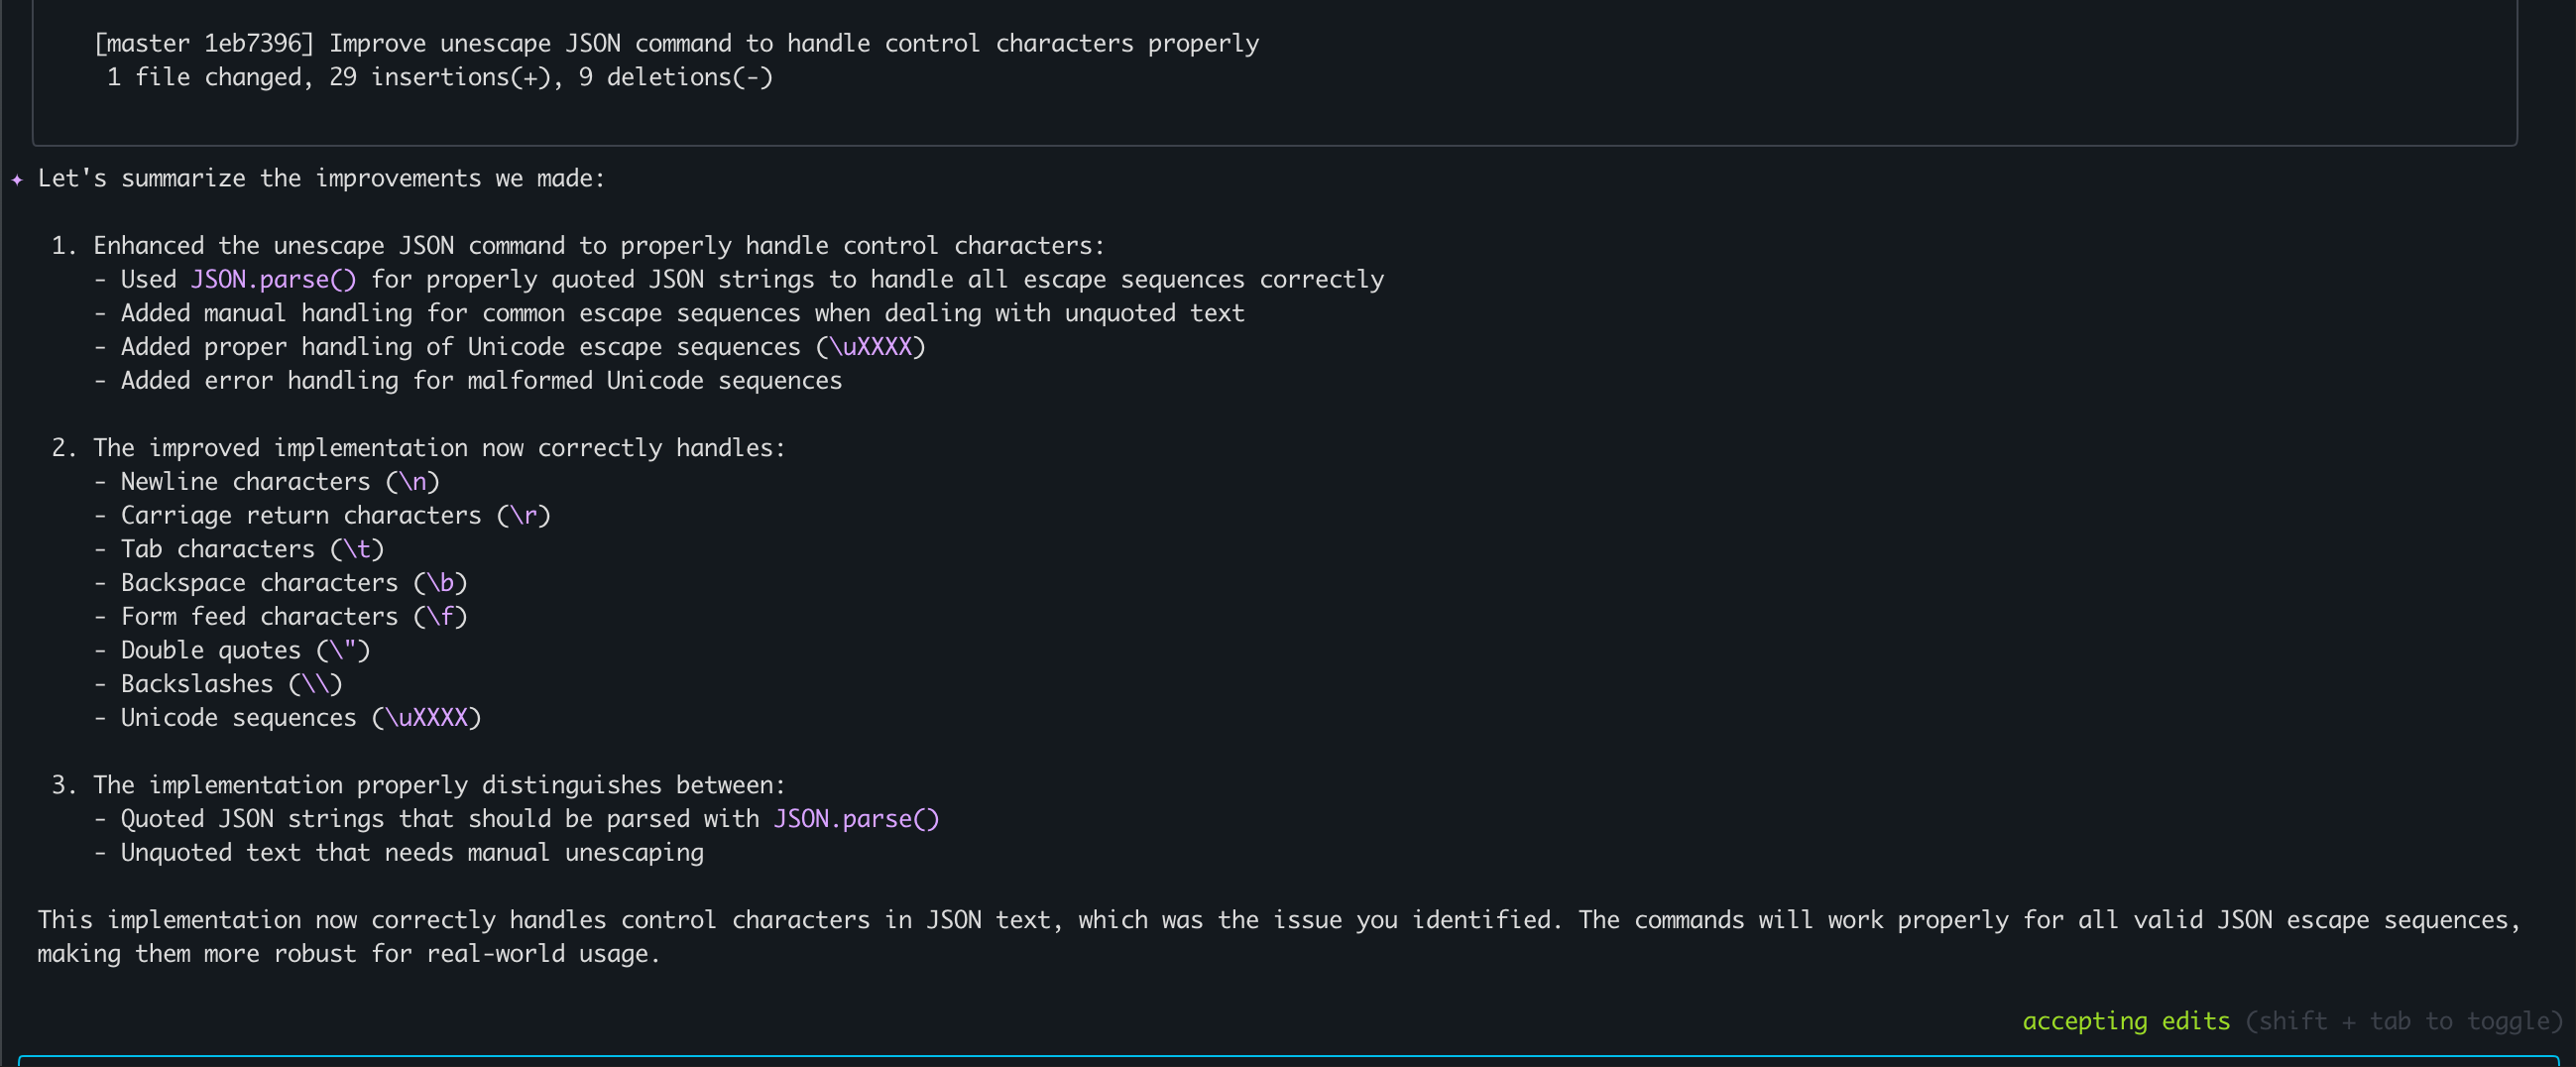 [master 1eb7396] Improve unescape JSON command to handle control characters properly
1 file changed, 29 insertions(+), 9 deletions(-)
✦ Let's summarize the improvements we made:
1. Enhanced the unescape JSON command to properly handle control characters:
- Used JSON.parse() for properly quoted JSON strings to handle all escape sequences correctly
- Added manual handling for common escape sequences when dealing with unquoted text
- Added proper handling of Unicode escape sequences (\uXXXX)
- Added error handling for malformed Unicode sequences
2. The improved implementation now correctly handles:
- Newline characters (\n)
- Carriage return characters (\r)
- Tab characters (\t)
- Backspace characters (\b)
- Form feed characters (\f)
- Double quotes (\")
- Backslashes (\\)
- Unicode sequences (\uXXXX)
3. The implementation properly distinguishes between:
- Quoted JSON strings that should be parsed with JSON.parse()
- Unquoted text that needs manual unescaping
This implementation now correctly handles control characters in JSON text, which was the issue you identified. The commands will work properly for all valid JSON escape sequences,
making them more robust for real-world usage.
accepting edits (shift + tab to toggle)